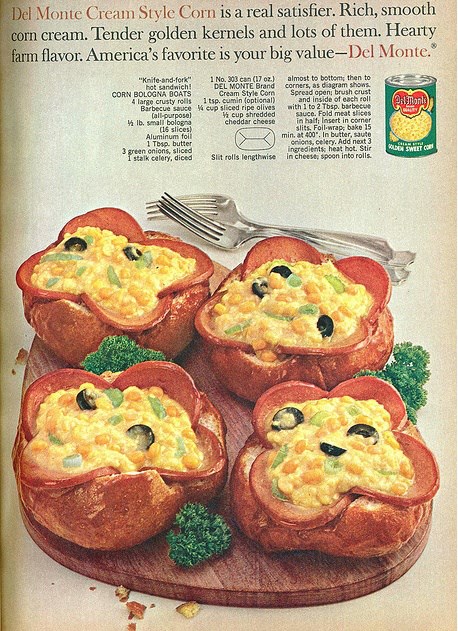 Del Monte Cream Style Corn is a real satisfier. Rich, smooth
corn cream. Tender golden kernels and lots of them. Hearty
farm flavor. America's favorite is your big value—Del Monte.®
"Knife-and-fork"
hot sandwich!
CORN BOLOGNA BOATS
4 large crusty rolls
Barbecue sauce
(all-purpose)
½ lb. small bologna
(16 slices)
Aluminum foil
1 Tbsp. butter
3 green onions, sliced
1 stalk celery, diced
1 No. 303 can (17 oz.)
DEL MONTE Brand
Cream Style Corn
1 tsp. cumin (optional)
¼ cup sliced ripe olives
½ cup shredded
cheddar cheese
Slit rolls lengthwise
almost to bottom; then to
corners, as diagram shows.
Spread open; brush crust
and inside of each roll
with 1 to 2 Tbsp. barbecue
sauce. Fold meat slices
in half; insert in corner
slits. Foil-wrap; bake 15
min. at 400°. In butter, saute
onions, celery. Add next 3
ingredients; heat hot. Stir
in cheese; spoon into rolls.
Del Monte
QUALITY
CREAM STYLE
GOLDEN SWEET CORN